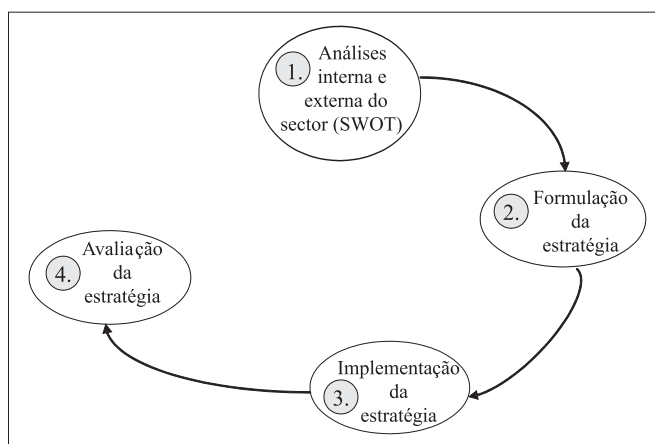 1. Análises
interna e
externa do
sector (SWOT)
2. Formulação
da
estratégia
Implementação
da
3. estratégia
Avaliação
da
4. estratégia